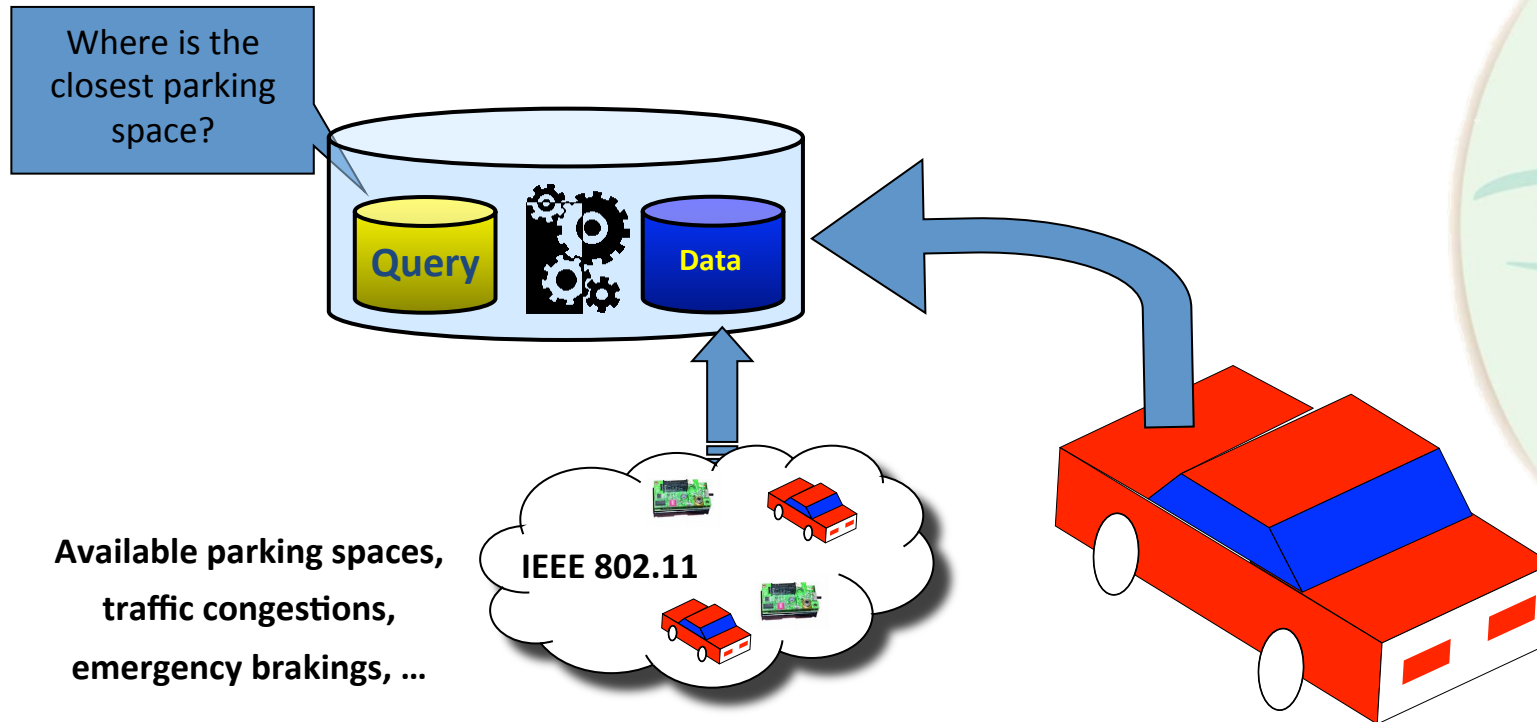 Where is the
closest parking
space?
Query
Data
IEEE 802.11
Available parking spaces,
traffic congestions,
emergency brakings, ...